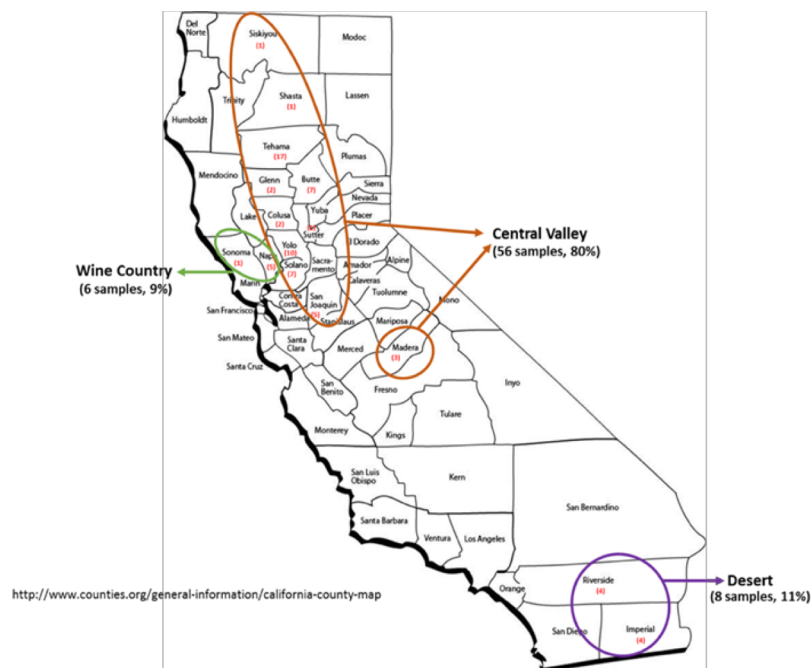 Del
Norte
Siskiyou
(1)
Modoc
Humboldt
Trinity
Shasta
(1)
Lassen
Tehama
(17)
Plumas
Mendocino
Glenn
(2)
Butte
(7)
Sierra
Nevada
Lake
Colusa
(2)
Yuba
Placer
Sutter
Sonoma
(1)
Napa
(5)
Yolo
(10)
El Dorado
Solano
(7)
Sacra-
mento
Amador
Alpine
Central Valley
(56 samples, 80%)
Wine Country
(6 samples, 9%)
Marin
Calaveras
Contra
Costa
San
Joaquin
(5)
Tuolumne
Mono
San Francisco
Alameda
Stanislaus
Mariposa
San Mateo
Santa
Clara
Merced
Madera
(3)
Santa Cruz
San
Benito
Fresno
Inyo
Monterey
Kings
Tulare
San Luis
Obispo
Kern
San Bernardino
Santa Barbara
Ventura
Los Angeles
http://www.counties.org/general-information/california-county-map
Orange
Riverside
(4)
Desert
(8 samples, 11%)
San Diego
Imperial
(4)